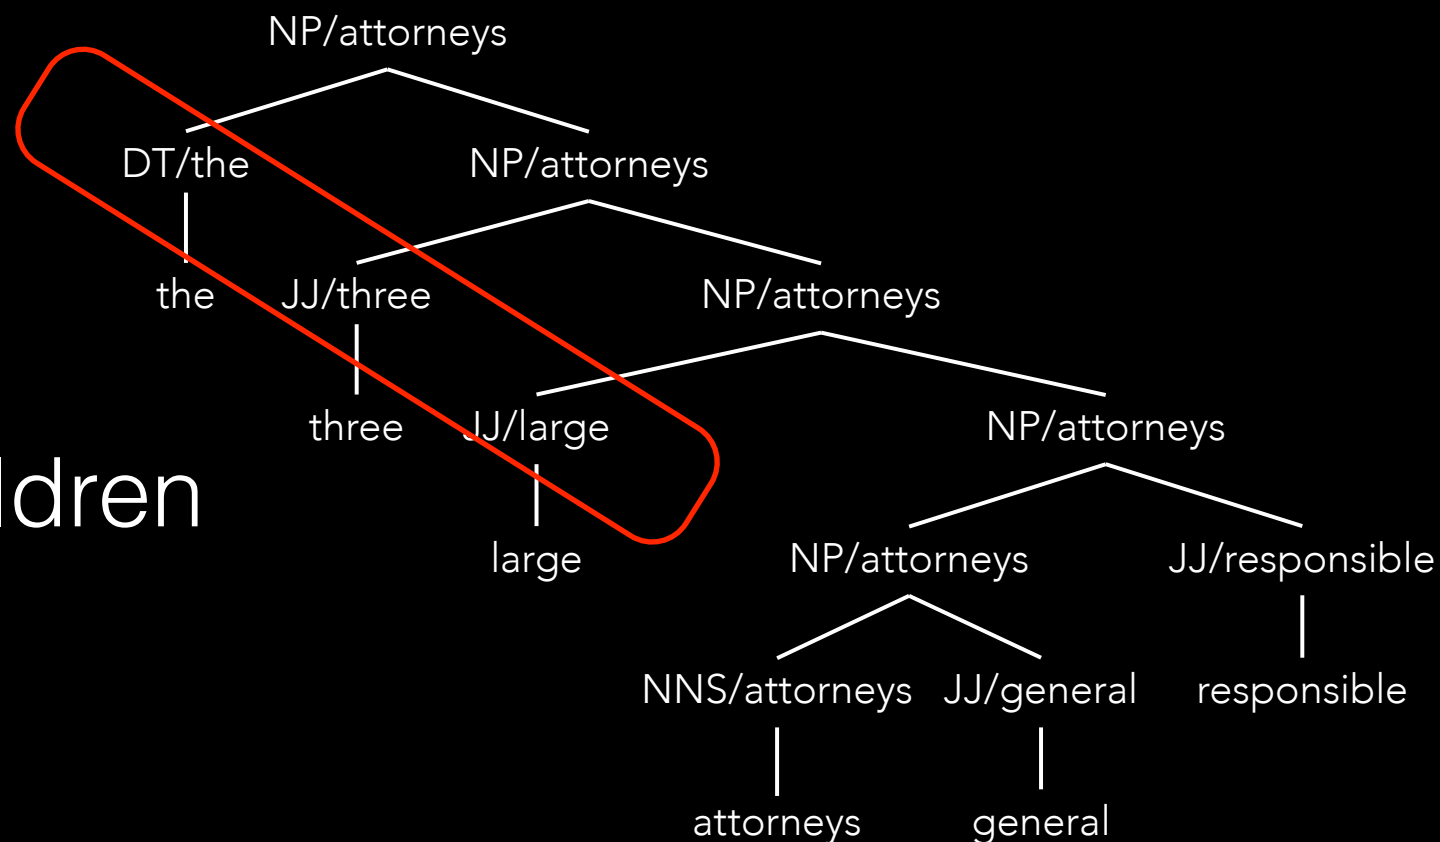 NP/attorneys
DT/the NP/attorneys
the JJ/three NP/attorneys
three JJ/large NP/attorneys
ldren
large NP/attorneys JJ/responsible
NNS/attorneys JJ/general responsible
attorneys general